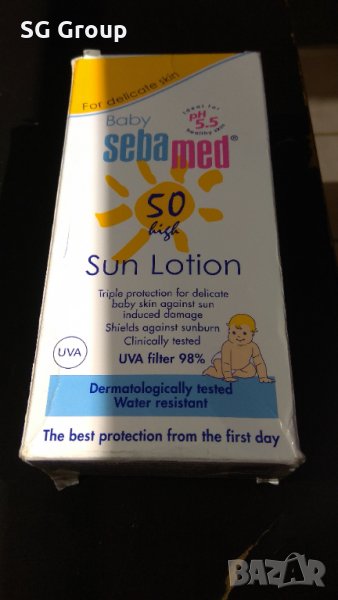 SG Group
For delicate skin
Baby
sebamed®
ideal for
pH
5.5
healthy skin
50
high
Sun Lotion
Triple protection for delicate
baby skin against sun
induced damage
Shields against sunburn
Clinically tested
UVA filter 98%
UVA
Dermatologically tested
Water resistant
The best protection from the first day
BAZAR